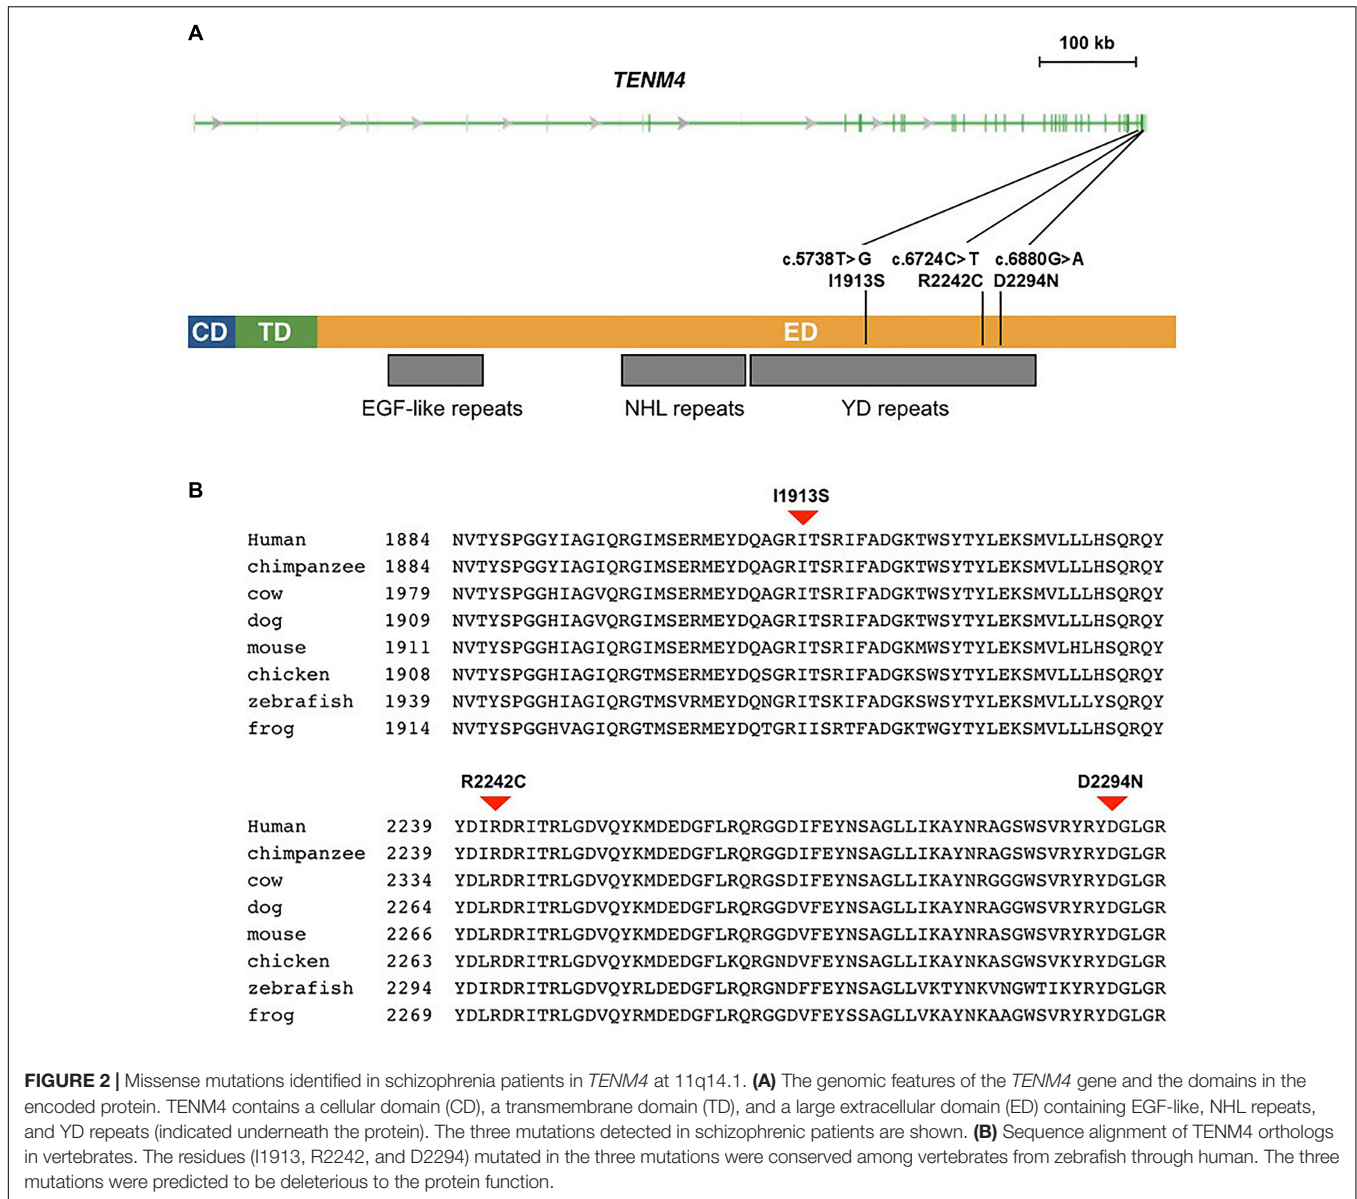 A
100 kb
TENM4
c.5738T>G c.6724C>T c.6880G>A
I1913S R2242C D2294N
CD TD ED
EGF-like repeats NHL repeats YD repeats
B
I1913S
Human 1884 NVTYSPGGYIAGIQRGIMSERMEYDQAGRITSRIFADGKTWSYTYLEKSMVLLLHSQRQY
chimpanzee 1884 NVTYSPGGYIAGIQRGIMSERMEYDQAGRITSRIFADGKTWSYTYLEKSMVLLLHSQRQY
cow 1979 NVTYSPGGHIAGVQRGIMSERMEYDQAGRITSRIFADGKTWSYTYLEKSMVLLLHSQRQY
dog 1909 NVTYSPGGHIAGVQRGIMSERMEYDQAGRITSRIFADGKTWSYTYLEKSMVLLLHSQRQY
mouse 1911 NVTYSPGGHIAGIQRGIMSERMEYDQAGRITSRIFADGKMWSYTYLEKSMVLHLHSQRQY
chicken 1908 NVTYSPGGHIAGIQRGTMSERMEYDQSGRITSRIFADGKSWSYTYLEKSMVLLLHSQRQY
zebrafish 1939 NVTYSPGGHIAGIQRGTMSVRMEYDQNGRITSKIFADGKSWSYTYLEKSMVLLLYSQRQY
frog 1914 NVTYSPGGHVAGIQRGTMSERMEYDQTGRIISRTFADGKTWGYTYLEKSMVLLLHSQRQY
R2242C D2294N
Human 2239 YDIRDRITRLGDVQYKMDEDGFLRQRGGDIFEYNSAGLLIKAYNRAGSWSVRYRYDGLGR
chimpanzee 2239 YDIRDRITRLGDVQYKMDEDGFLRQRGGDIFEYNSAGLLIKAYNRAGSWSVRYRYDGLGR
cow 2334 YDLRDRITRLGDVQYKMDEDGFLRQRGSDIFEYNSAGLLIKAYNRGGGWSVRYRYDGLGR
dog 2264 YDLRDRITRLGDVQYKMDEDGFLRQRGGDVFEYNSAGLLIKAYNRAGGWSVRYRYDGLGR
mouse 2266 YDLRDRITRLGDVQYKMDEDGFLRQRGGDVFEYNSAGLLIKAYNRASGWSVRYRYDGLGR
chicken 2263 YDLRDRITRLGDVQYKMDEDGFLKQRGNDVFEYNSAGLLIKAYNKASGWSVKYRYDGLGR
zebrafish 2294 YDIRDRITRLGDVQYRLDEDGFLRQRGNDFFEYNSAGLLVKTYNKVNGWTIKYRYDGLGR
frog 2269 YDLRDRITRLGDVQYRMDEDGFLRQRGGDVFEYSSAGLLVKAYNKAAGWSVRYRYDGLGR
FIGURE 2 | Missense mutations identified in schizophrenia patients in TENM4 at 11q14.1. (A) The genomic features of the TENM4 gene and the domains in the
encoded protein. TENM4 contains a cellular domain (CD), a transmembrane domain (TD), and a large extracellular domain (ED) containing EGF-like, NHL repeats,
and YD repeats (indicated underneath the protein). The three mutations detected in schizophrenic patients are shown. (B) Sequence alignment of TENM4 orthologs
in vertebrates. The residues (I1913, R2242, and D2294) mutated in the three mutations were conserved among vertebrates from zebrafish through human. The three
mutations were predicted to be deleterious to the protein function.